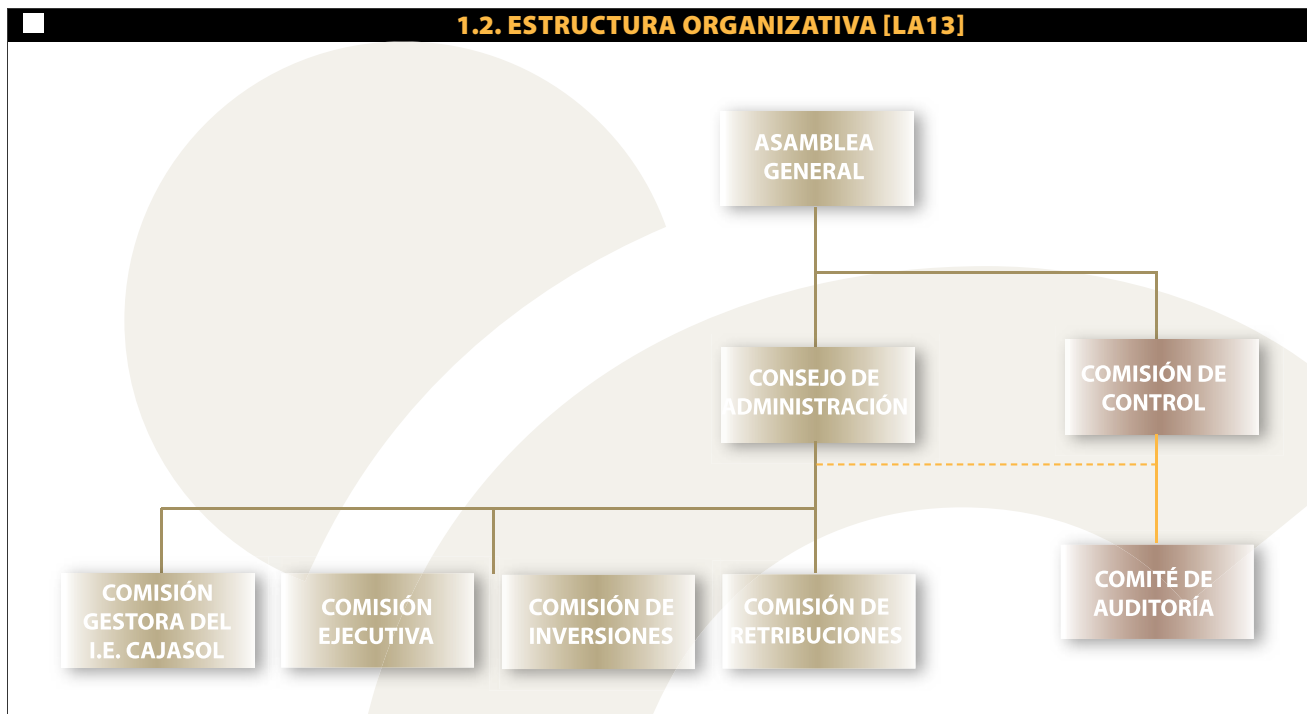 1.2. ESTRUCTURA ORGANIZATIVA [LA13]
ASAMBLEA
GENERAL
CONSEJO DE
ADMINISTRACIÓN
COMISIÓN DE
CONTROL
COMISIÓN
GESTORA DEL
I.E. CAJASOL
COMISIÓN
EJECUTIVA
COMISIÓN DE
INVERSIONES
COMISIÓN DE
RETRIBUCIONES
COMITÉ DE
AUDITORÍA